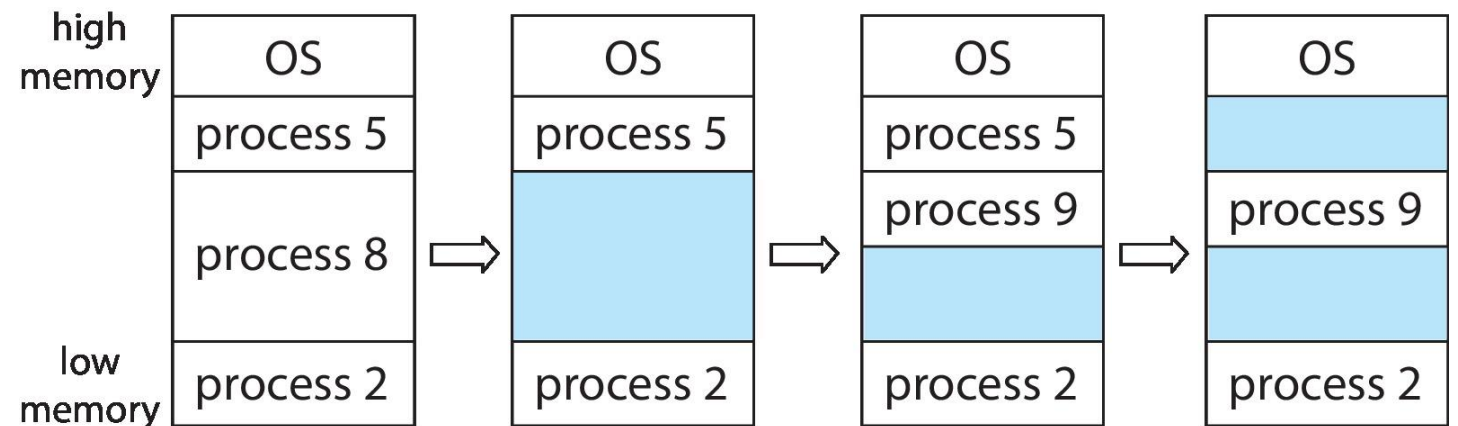 high
memory
OS
process 5
process 8
low
memory
process 2
OS
process 5
process 2
OS
process 5
process 9
process 2
OS
process 9
process 2